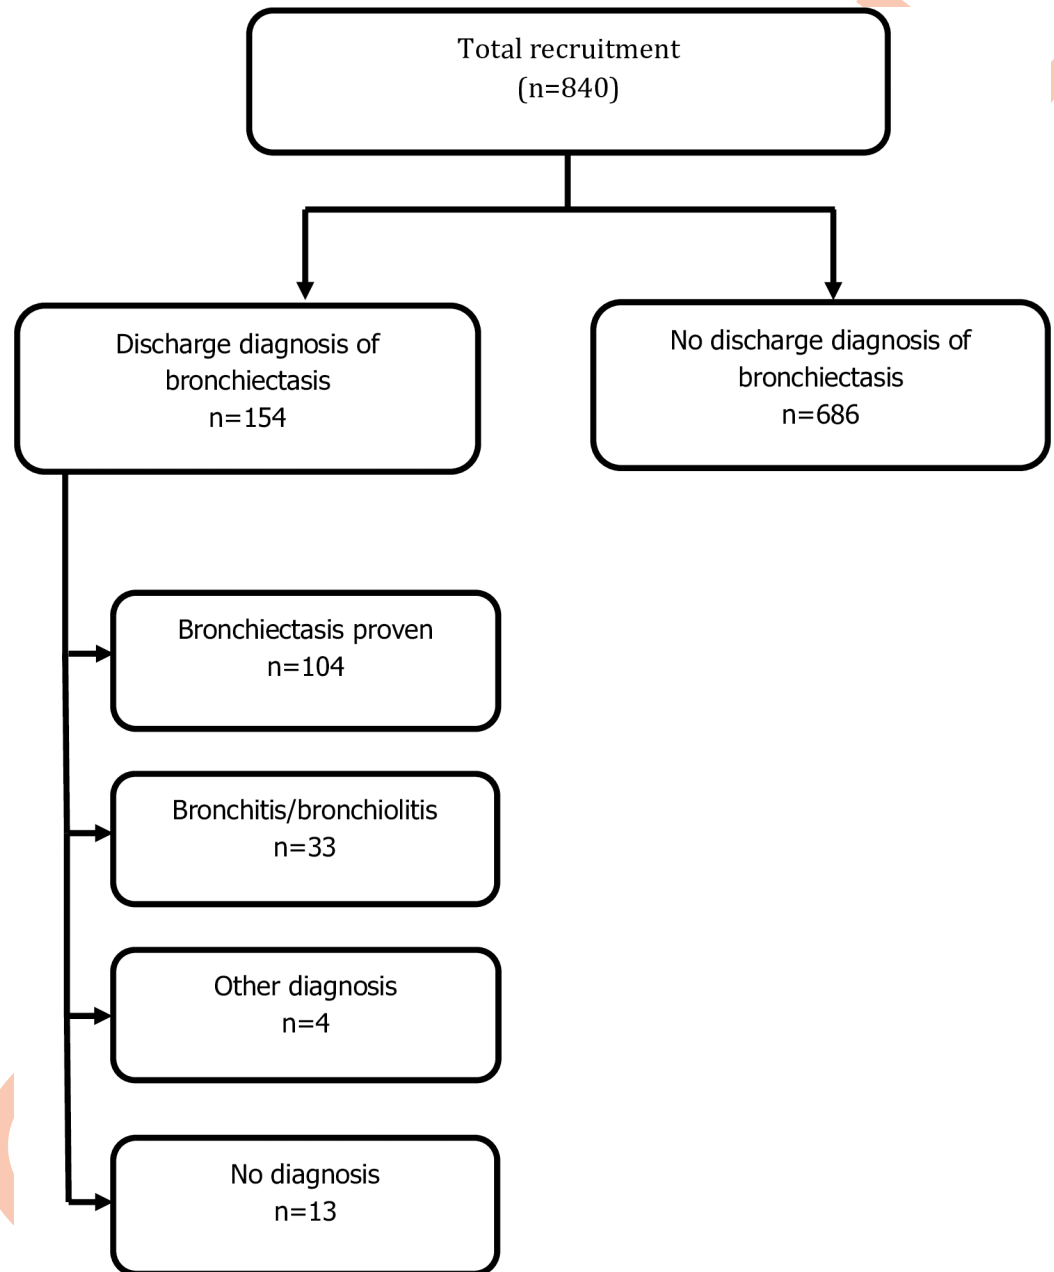 Total recruitment
(n=840)
Discharge diagnosis of
bronchiectasis
n=154
No discharge diagnosis of
bronchiectasis
n=686
Bronchiectasis proven
n=104
Bronchitis/bronchiolitis
n=33
Other diagnosis
n=4
No diagnosis
n=13